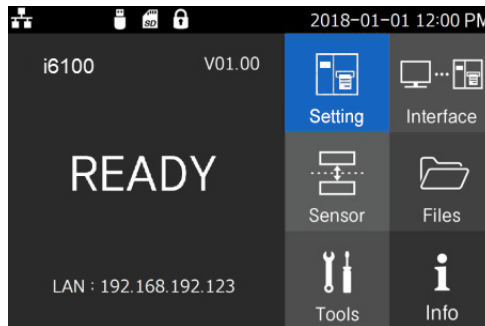 SD
2018-01-01 12:00 PM
i6100
V01.00
READY
LAN : 192.168.192.123
Setting
Interface
Sensor
Files
Tools
Info